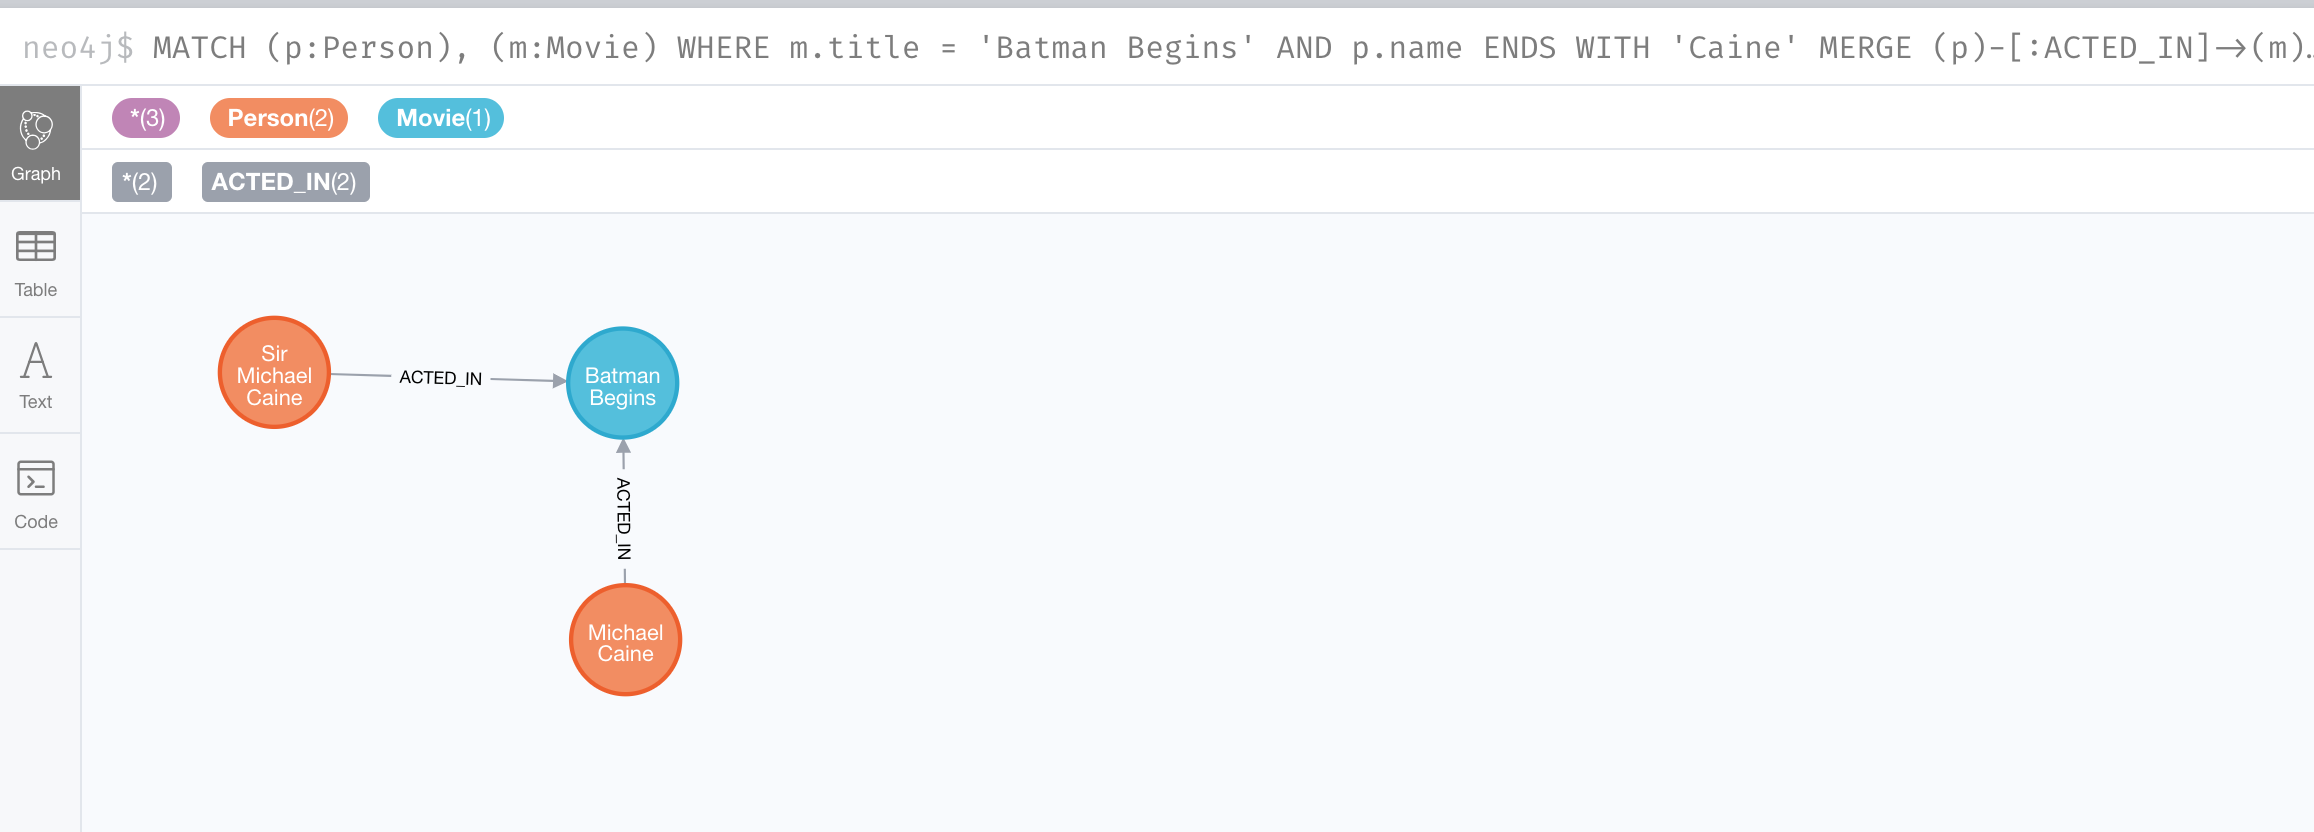 neo4j$ MATCH (p:Person), (m:Movie) WHERE m.title = 'Batman Begins' AND p.name ENDS WITH 'Caine' MERGE (p)-[:ACTED_IN]->(m)…
*(3) Person(2) Movie(1)
*(2) ACTED_IN(2)
Graph
Table
Text
Code
Sir
Michael
Caine
ACTED_IN
Batman
Begins
ACTED_IN
Michael
Caine